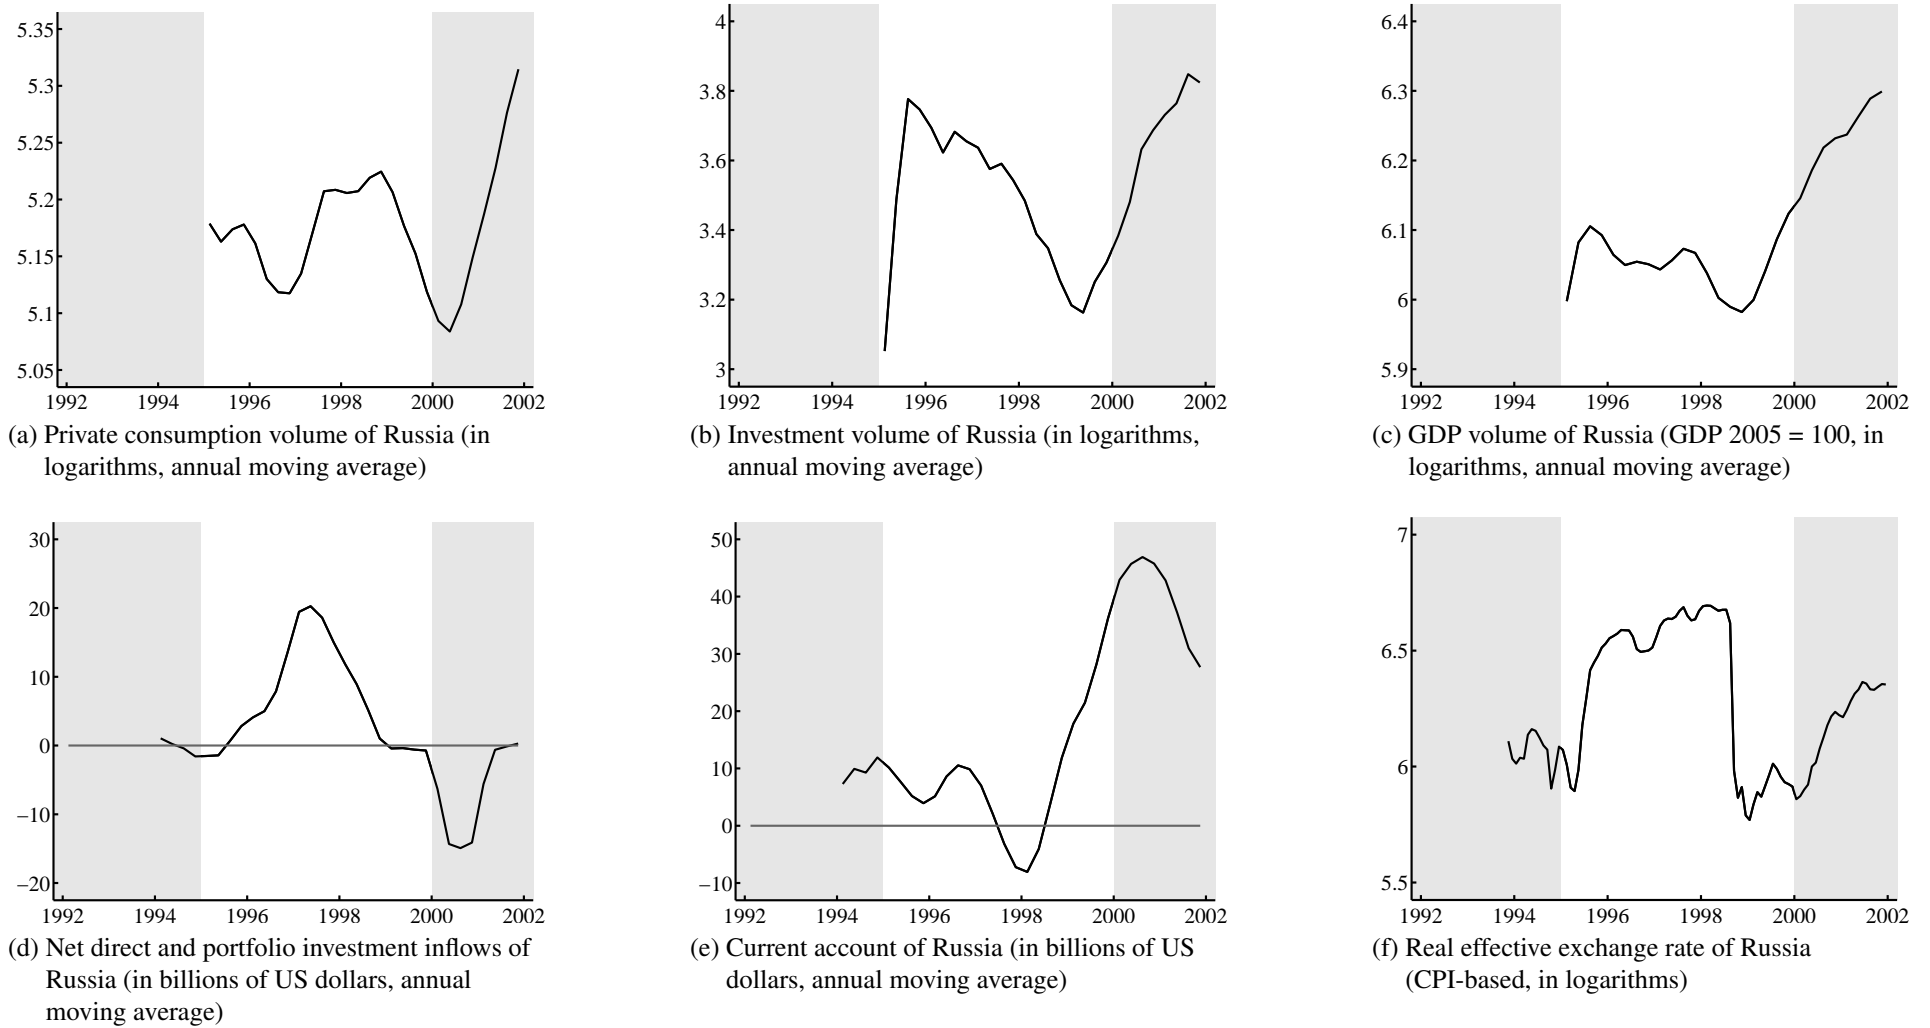 5.35
5.3
5.25
5.2
5.15
5.1
5.05
1992 1994 1996 1998 2000 2002
(a) Private consumption volume of Russia (in
logarithms, annual moving average)
4
3.8
3.6
3.4
3.2
3
1992 1994 1996 1998 2000 2002
(b) Investment volume of Russia (in logarithms,
annual moving average)
6.4
6.3
6.2
6.1
6
5.9
1992 1994 1996 1998 2000 2002
(c) GDP volume of Russia (GDP 2005 = 100, in
logarithms, annual moving average)
30
20
10
0
−10
−20
1992 1994 1996 1998 2000 2002
(d) Net direct and portfolio investment inflows of
Russia (in billions of US dollars, annual
moving average)
50
40
30
20
10
0
−10
1992 1994 1996 1998 2000 2002
(e) Current account of Russia (in billions of US
dollars, annual moving average)
7
6.5
6
5.5
1992 1994 1996 1998 2000 2002
(f) Real effective exchange rate of Russia
(CPI-based, in logarithms)